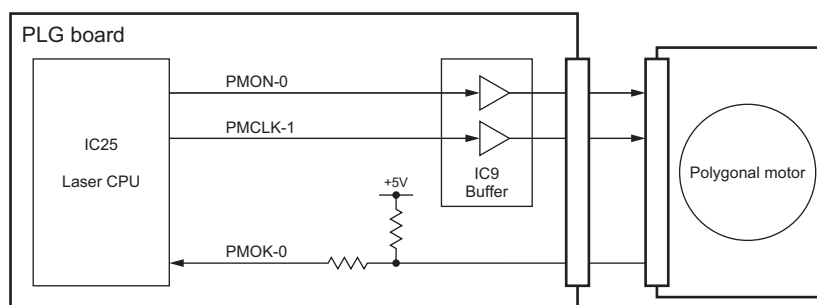 PLG board
PMON-0
PMCLK-1
IC25
Laser CPU
IC9
Buffer
+5V
Polygonal motor
PMOK-0